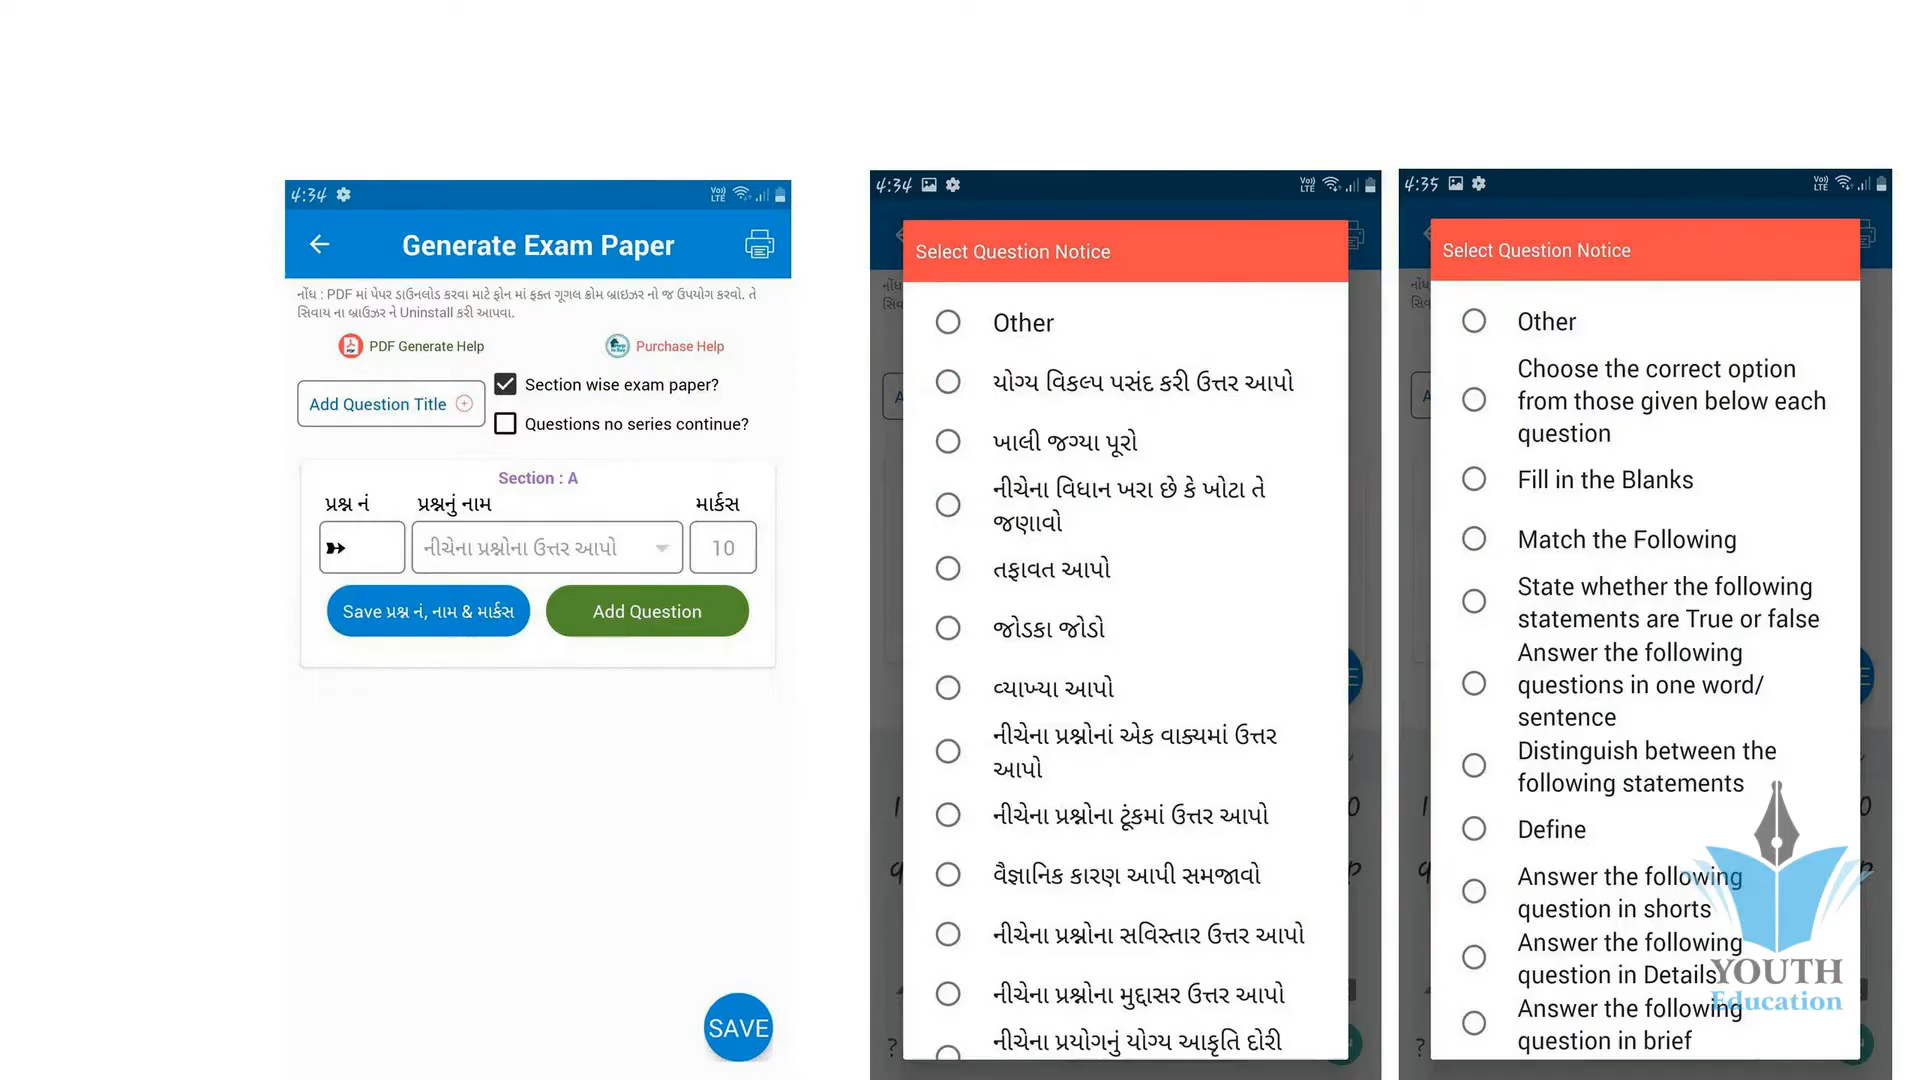 4:34
Vo)) LTE
Generate Exam Paper
નોંધ : PDF માં પેપર ડાઉનલોડ કરવા માટે ફોન માં ફક્ત ગૂગલ ક્રોમ બ્રાઇઝર નો જ ઉપયોગ કરવો. તે
સિવાય ના બ્રાઉઝર ને Uninstall કરી આપવા.
PDF Generate Help
Purchase Help
Add Question Title
Section wise exam paper?
Questions no series continue?
Section : A
પ્રશ્ન નં
પ્રશ્નનું નામ
માર્કસ
નીચેના પ્રશ્નોના ઉત્તર આપો
10
Save પ્રશ્ન નં, નામ & માર્કસ
Add Question
SAVE
4:34
Vo)) LTE
Select Question Notice
Other
યોગ્ય વિકલ્પ પસંદ કરી ઉત્તર આપો
ખાલી જગ્યા પૂરો
નીચેના વિધાન ખરા છે કે ખોટા તે
જણાવો
તફાવત આપો
જોડકા જોડો
વ્યાખ્યા આપો
નીચેના પ્રશ્નોનાં એક વાક્યમાં ઉત્તર
આપો
નીચેના પ્રશ્નોના ટૂંકમાં ઉત્તર આપો
વૈજ્ઞાનિક કારણ આપી સમજાવો
નીચેના પ્રશ્નોના સવિસ્તાર ઉત્તર આપો
નીચેના પ્રશ્નોના મુદ્દાસર ઉત્તર આપો
નીચેના પ્રયોગનું યોગ્ય આકૃતિ દોરી
4:35
Vo)) LTE
Select Question Notice
Other
Choose the correct option
from those given below each
question
Fill in the Blanks
Match the Following
State whether the following
statements are True or false
Answer the following
questions in one word/
sentence
Distinguish between the
following statements
Define
Answer the following
question in shorts
Answer the following
question in Details
Answer the following
question in brief
YOUTH
Education